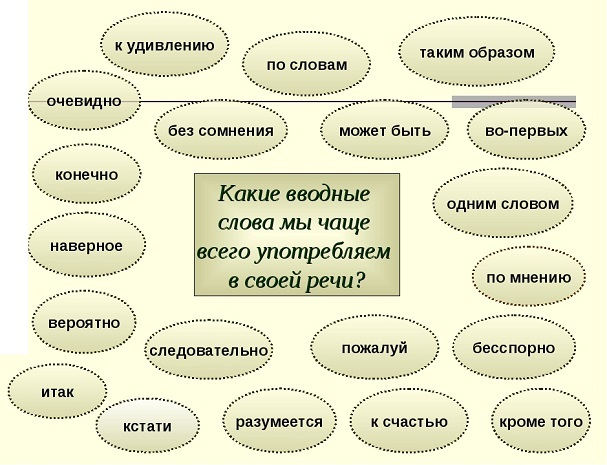 к удивлению
по словам
таким образом
очевидно
без сомнения
может быть
во-первых
конечно
Какие вводные
слова мы чаще
всего употребляем
в своей речи?
одним словом
наверное
по мнению
вероятно
следовательно
пожалуй
бесспорно
итак
кстати
разумеется
к счастью
кроме того